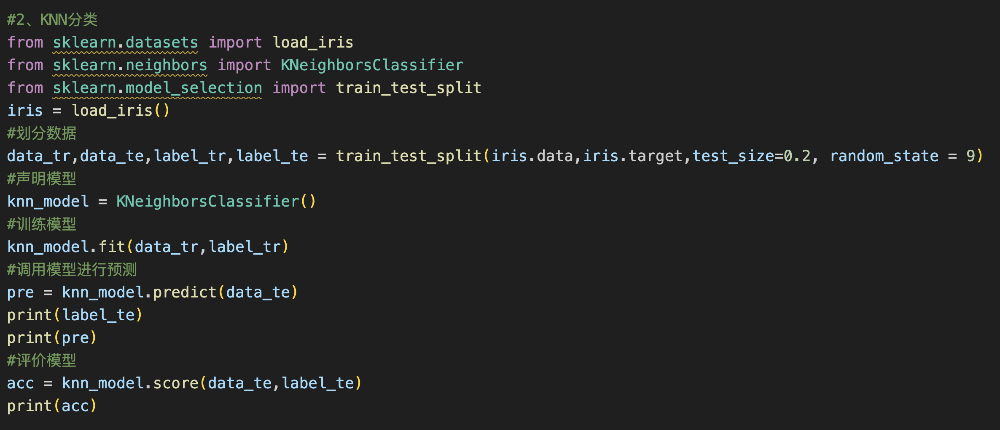 #2、KNN分类
from sklearn.datasets import load_iris
from sklearn.neighbors import KNeighborsClassifier
from sklearn.model_selection import train_test_split
iris = load_iris()
#划分数据
data_tr,data_te,label_tr,label_te = train_test_split(iris.data,iris.target,test_size=0.2, random_state = 9)
#声明模型
knn_model = KNeighborsClassifier()
#训练模型
knn_model.fit(data_tr,label_tr)
#调用模型进行预测
pre = knn_model.predict(data_te)
print(label_te)
print(pre)
#评价模型
acc = knn_model.score(data_te,label_te)
print(acc)